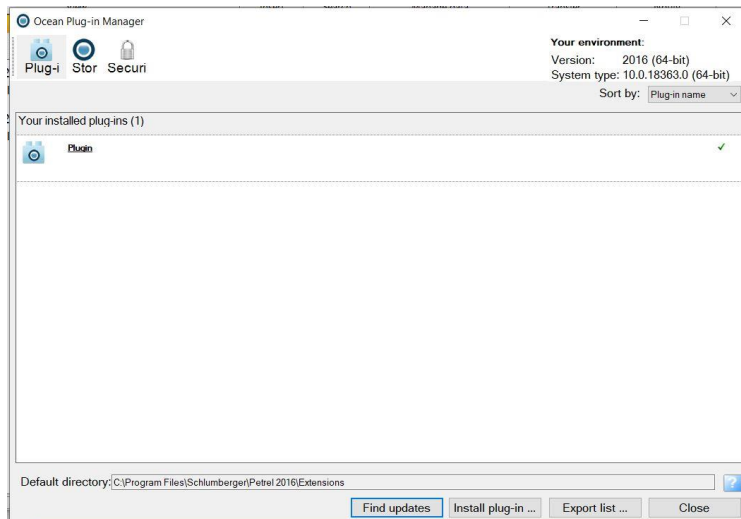 Ocean Plug-in Manager
Plug-i Stor Securi
Your environment:
Version: 2016 (64-bit)
System type: 10.0.18363.0 (64-bit)
Sort by: Plug-in name
Your installed plug-ins (1)
Plugin
Default directory: C:\Program Files\Schlumberger\Petrel 2016\Extensions
?
Find updates Install plug-in ... Export list ... Close